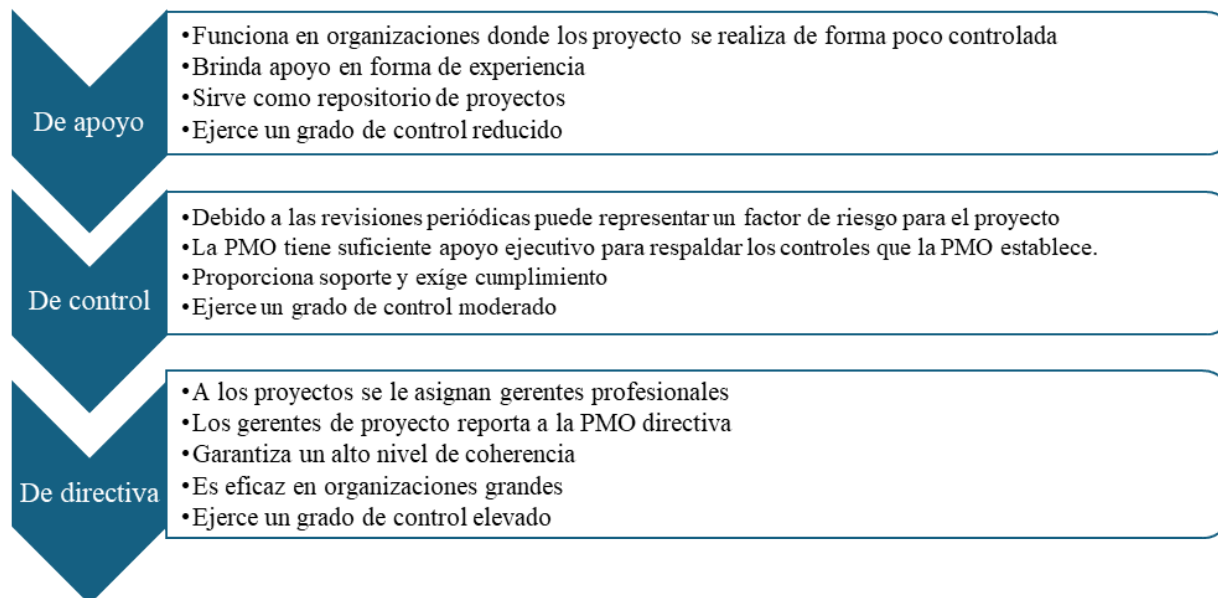 De apoyo
•Funciona en organizaciones donde los proyecto se realiza de forma poco controlada
•Brinda apoyo en forma de experiencia
•Sirve como repositorio de proyectos
•Ejerce un grado de control reducido
De control
•Debido a las revisiones periódicas puede representar un factor de riesgo para el proyecto
•La PMO tiene suficiente apoyo ejecutivo para respaldar los controles que la PMO establece.
•Proporciona soporte y exíge cumplimiento
•Ejerce un grado de control moderado
De directiva
•A los proyectos se le asignan gerentes profesionales
•Los gerentes de proyecto reporta a la PMO directiva
•Garantiza un alto nivel de coherencia
•Es eficaz en organizaciones grandes
•Ejerce un grado de control elevado